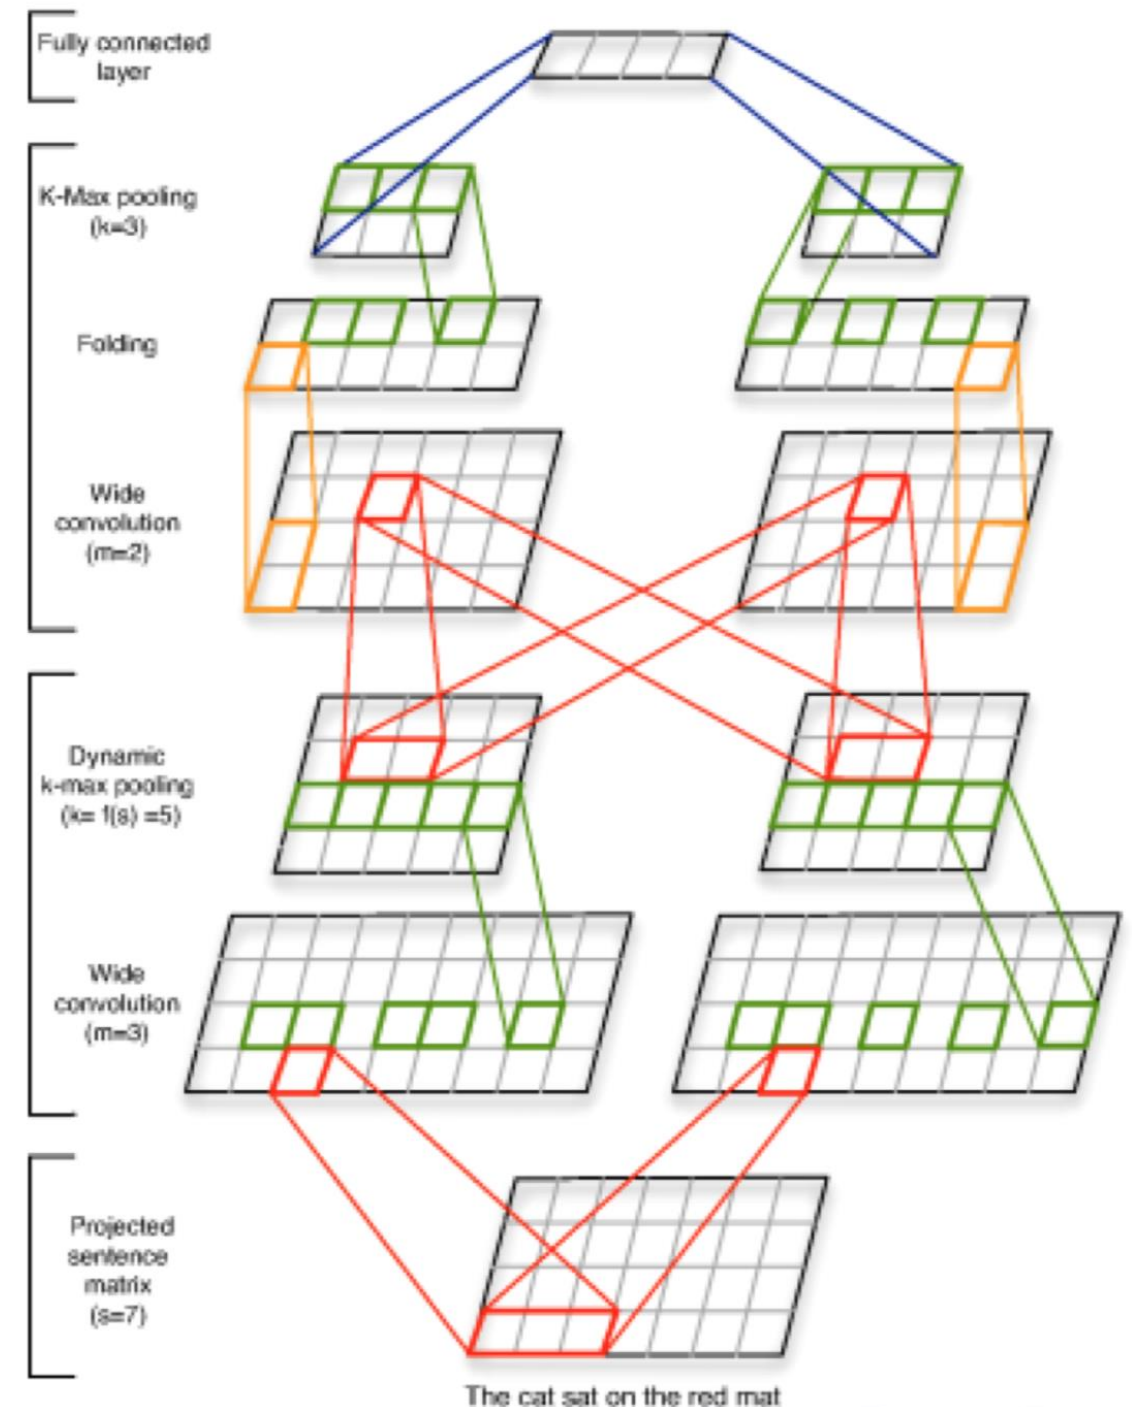 Fully connected
layer
K-Max pooling
(k=3)
Folding
Wide
convolution
(m=2)
Dynamic
k-max pooling
(k= f(s) =5)
Wide
convolution
(m=3)
Projected
sentence
matrix
(s=7)
The cat sat on the red mat